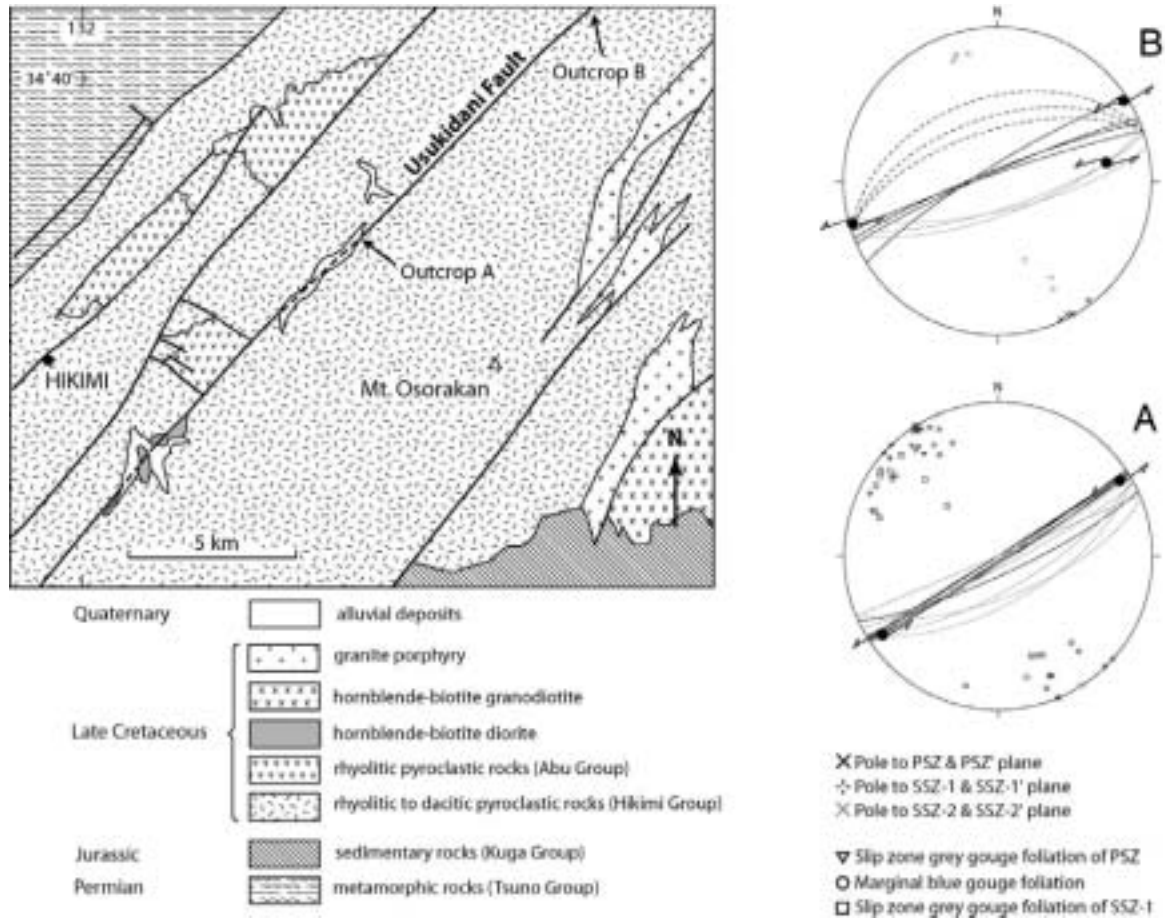 132
34˚40'
Outcrop B
Usukidani Fault
Outcrop A
HIKIMI
Mt. Osorakan
N
5 km
Quaternary
alluvial deposits
granite porphyry
hornblende-biotite granodiotite
Late Cretaceous
hornblende-biotite diorite
rhyolitic pyroclastic rocks (Abu Group)
rhyolitic to dacitic pyroclastic rocks (Hikimi Group)
Jurassic
sedimentary rocks (Kuga Group)
Permian
metamorphic rocks (Tsuno Group)
N
B
N
A
Pole to PSZ & PSZ' plane
Pole to SSZ-1 & SSZ-1' plane
Pole to SSZ-2 & SSZ-2' plane
Slip zone grey gouge foliation of PSZ
Marginal blue gouge foliation
Slip zone grey gouge foliation of SSZ-1